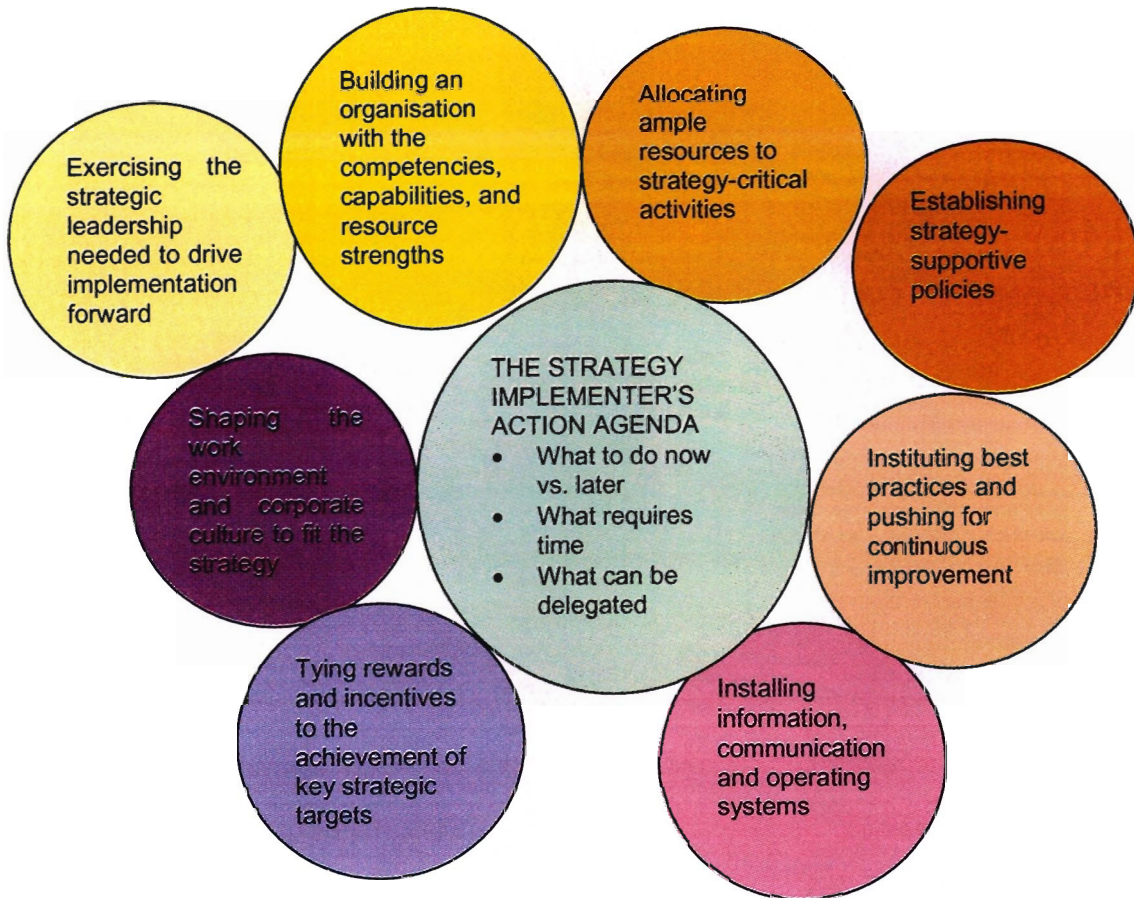 Exercising the
strategic
leadership
needed to drive
implementation
forward
Building an
organisation
with the
competencies,
capabilities, and
resource
strengths
Allocating
ample
resources to
strategy-critical
activities
Establishing
strategy-
supportive
policies
Shaping the
work
environment
and corporate
culture to fit the
strategy
THE STRATEGY
IMPLEMENTER'S
ACTION AGENDA
• What to do now
vs. later
• What requires
time
• What can be
delegated
Instituting best
practices and
pushing for
continuous
improvement
Tying rewards
and incentives
to the
achievement of
key strategic
targets
Installing
information,
communication
and operating
systems